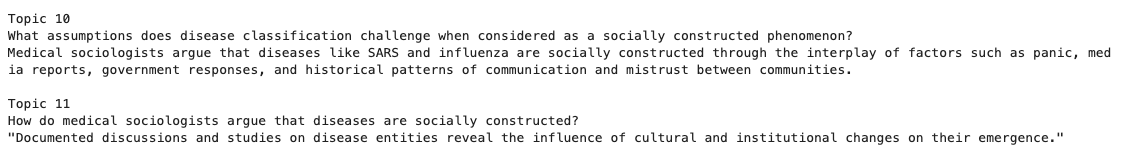 Topic 10
What assumptions does disease classification challenge when considered as a socially constructed phenomenon?
Medical sociologists argue that diseases like SARS and influenza are socially constructed through the interplay of factors such as panic, med
ia reports, government responses, and historical patterns of communication and mistrust between communities.
Topic 11
How do medical sociologists argue that diseases are socially constructed?
"Documented discussions and studies on disease entities reveal the influence of cultural and institutional changes on their emergence."